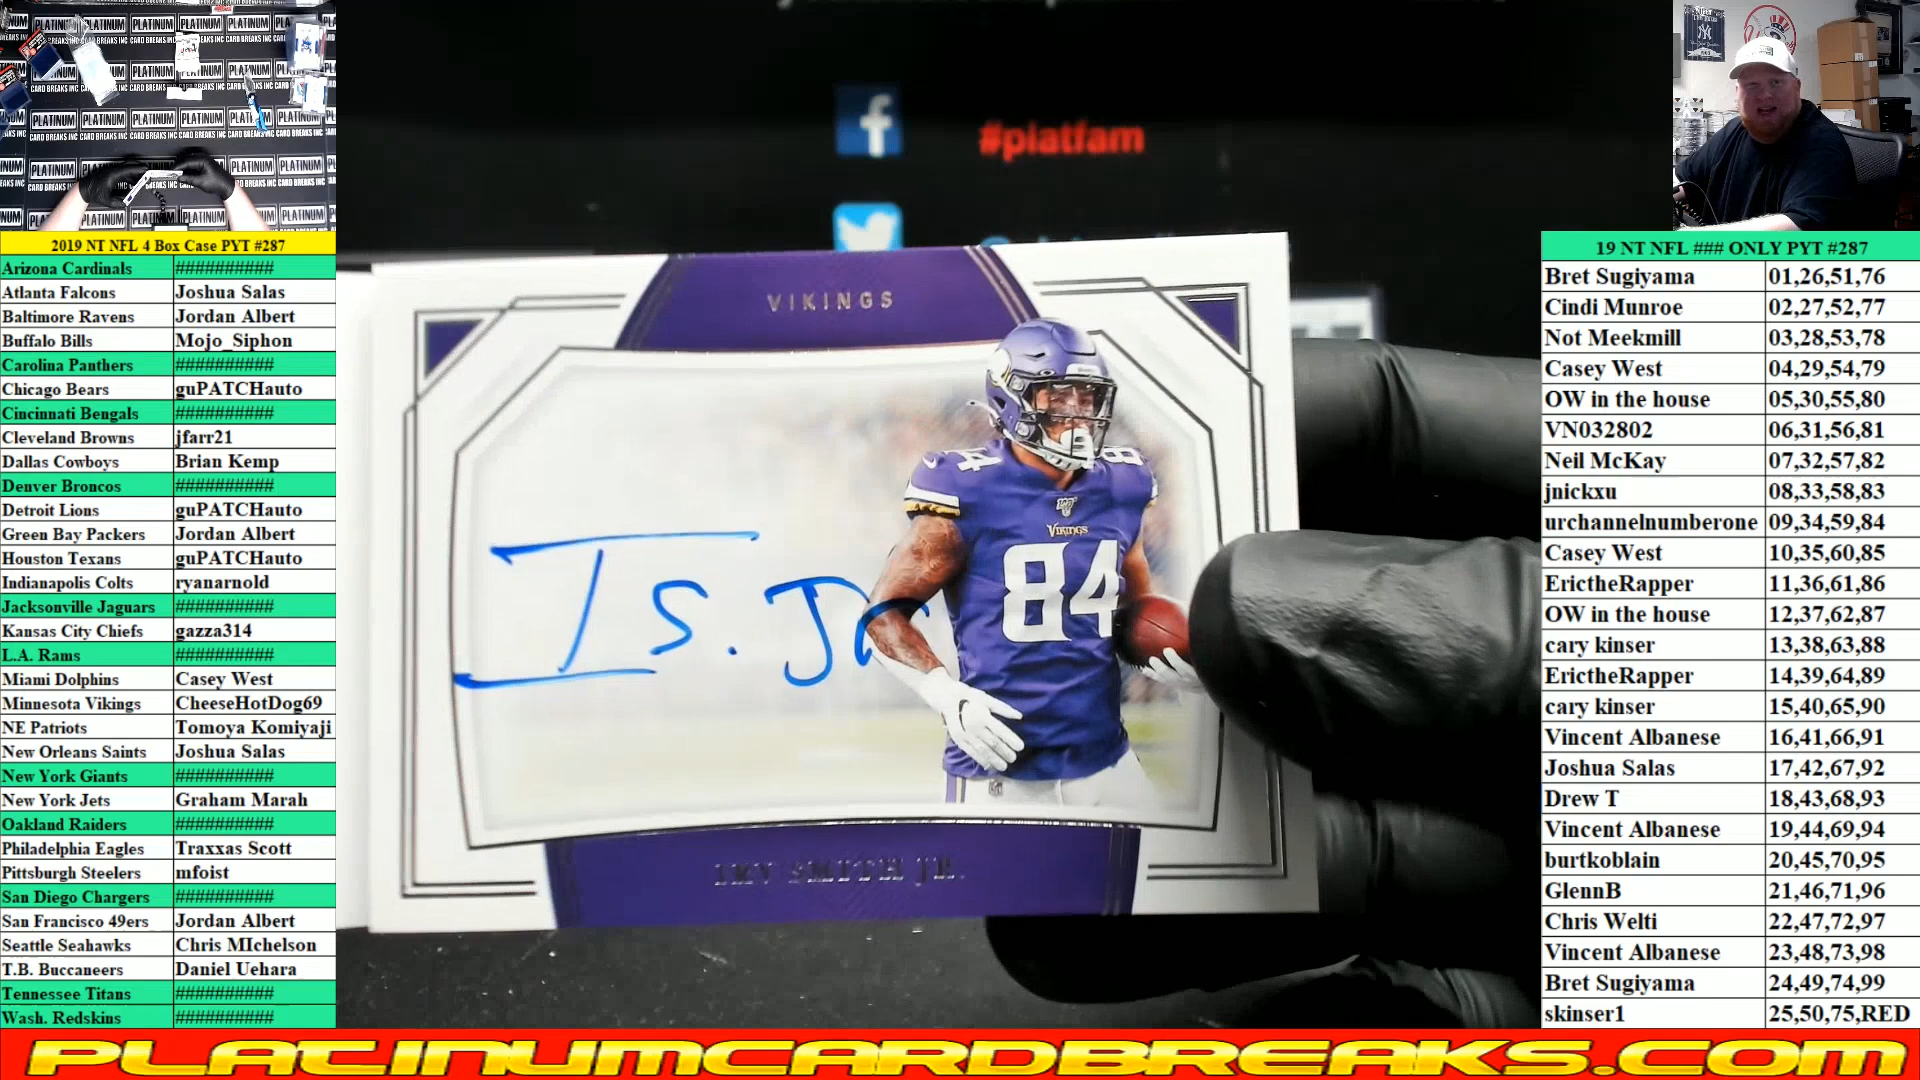 #platfam
2019 NT NFL 4 Box Case PYT #287
Arizona Cardinals ##########
Atlanta Falcons Joshua Salas
Baltimore Ravens Jordan Albert
Buffalo Bills Mojo_Siphon
Carolina Panthers ##########
Chicago Bears guPATCHauto
Cincinnati Bengals ##########
Cleveland Browns jfarr21
Dallas Cowboys Brian Kemp
Denver Broncos ##########
Detroit Lions guPATCHauto
Green Bay Packers Jordan Albert
Houston Texans guPATCHauto
Indianapolis Colts ryanarnold
Jacksonville Jaguars ##########
Kansas City Chiefs gazza314
L.A. Rams ##########
Miami Dolphins Casey West
Minnesota Vikings CheeseHotDog69
NE Patriots Tomoya Komiyaji
New Orleans Saints Joshua Salas
New York Giants ##########
New York Jets Graham Marah
Oakland Raiders ##########
Philadelphia Eagles Traxxas Scott
Pittsburgh Steelers mfoist
San Diego Chargers ##########
San Francisco 49ers Jordan Albert
Seattle Seahawks Chris MIchelson
T.B. Buccaneers Daniel Uehara
Tennessee Titans ##########
Wash. Redskins ##########
VIKINGS
84
VIKINGS
84
I S. Jr
IRV SMITH JR.
19 NT NFL ### ONLY PYT #287
Bret Sugiyama 01,26,51,76
Cindi Munroe 02,27,52,77
Not Meekmill 03,28,53,78
Casey West 04,29,54,79
OW in the house 05,30,55,80
VN032802 06,31,56,81
Neil McKay 07,32,57,82
jnickxu 08,33,58,83
urchannelnumberone 09,34,59,84
Casey West 10,35,60,85
EricTheRapper 11,36,61,86
OW in the house 12,37,62,87
cary kinser 13,38,63,88
ErictheRapper 14,39,64,89
cary kinser 15,40,65,90
Vincent Albanese 16,41,66,91
Joshua Salas 17,42,67,92
Drew T 18,43,68,93
Vincent Albanese 19,44,69,94
burtkoblain 20,45,70,95
GlennB 21,46,71,96
Chris Welti 22,47,72,97
Vincent Albanese 23,48,73,98
Bret Sugiyama 24,49,74,99
skinser1 25,50,75,RED
PLATINUMCARDBREAKS.COM